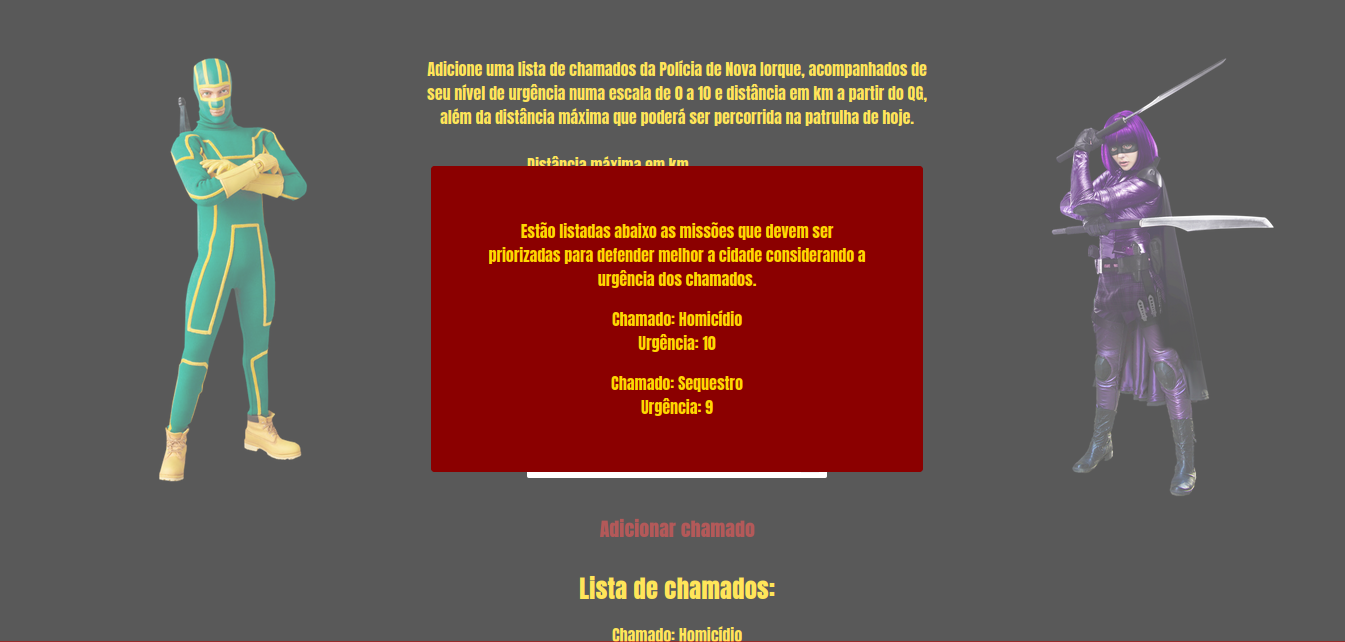 Adicione uma lista de chamados da Polícia de Nova Iorque, acompanhados de
seu nível de urgência numa escala de 0 a 10 e distância em km a partir do QG,
além da distância máxima que poderá ser percorrida na patrulha de hoje.
Distância máxima em km
Estão listadas abaixo as missões que devem ser
priorizadas para defender melhor a cidade considerando a
urgência dos chamados.
Chamado: Homicídio
Urgência: 10
Chamado: Sequestro
Urgência: 9
Adicionar chamado
Lista de chamados:
Chamado: Homicídio